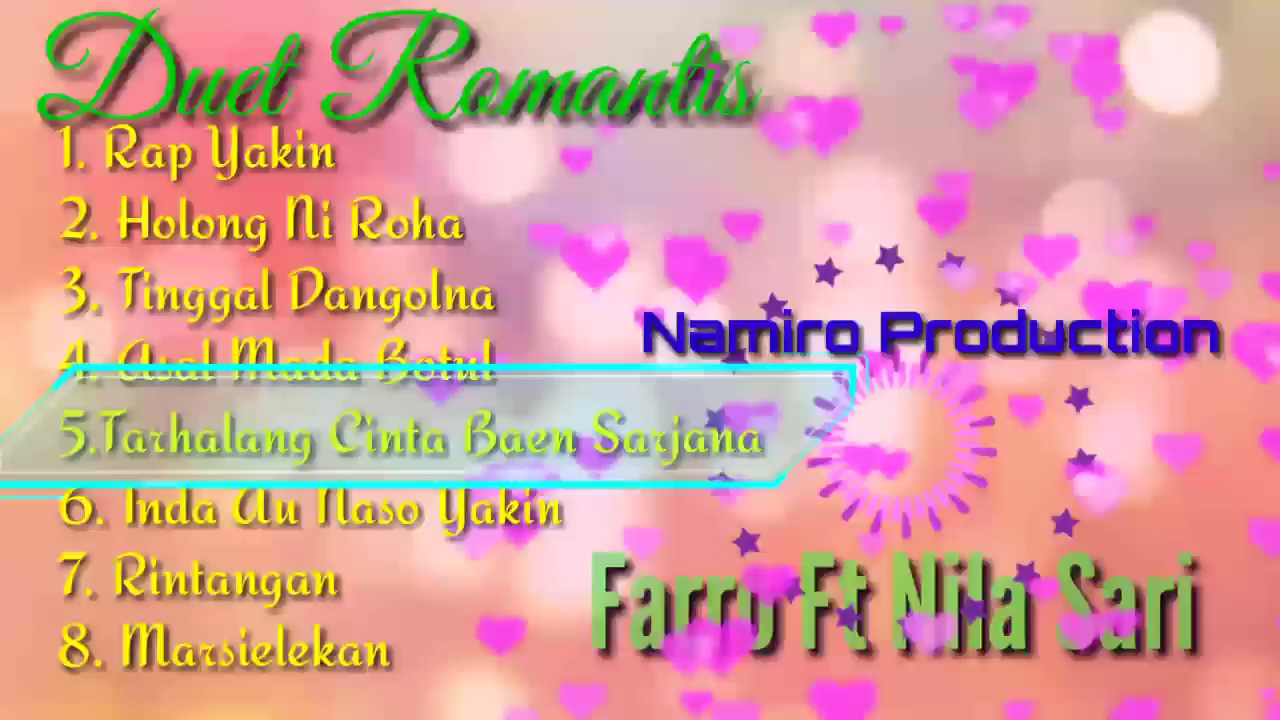 Duet Romantis
1. Rap Yakin
2. Holong Ni Roha
3. Tinggal Dangolna
4. Asal Mada Botul
5.Tarhalang Cinta Baen Sarjana
6. Inda Au Naso Yakin
7. Rintangan
8. Marsielekan
Namiro Production
Farro Ft Nila Sari